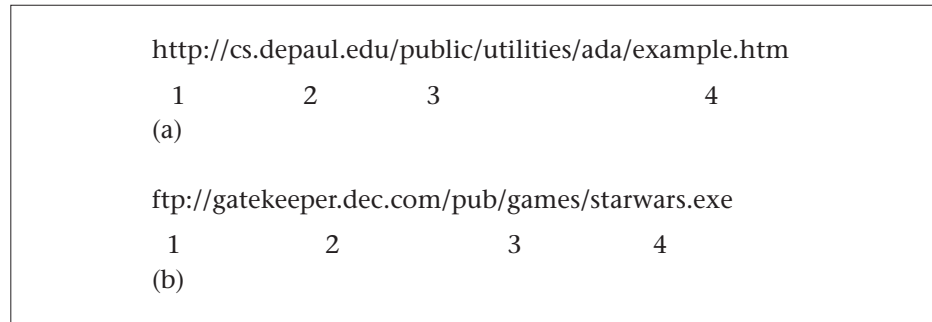 http://cs.depaul.edu/public/utilities/ada/example.htm
1 2 3 4
(a)
ftp://gatekeeper.dec.com/pub/games/starwars.exe
1 2 3 4
(b)